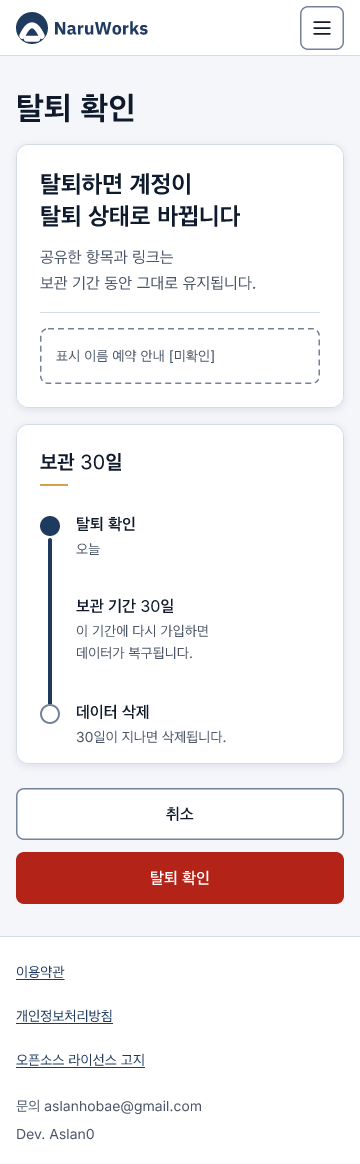 NaruWorks
탈퇴 확인
탈퇴하면 계정이
탈퇴 상태로 바뀝니다
공유한 항목과 링크는
보관 기간 동안 그대로 유지됩니다.
표시 이름 예약 안내 [미확인]
보관 30일
탈퇴 확인
오늘
보관 기간 30일
이 기간에 다시 가입하면
데이터가 복구됩니다.
데이터 삭제
30일이 지나면 삭제됩니다.
취소
탈퇴 확인
이용약관
개인정보처리방침
오픈소스 라이선스 고지
문의 aslanhobae@gmail.com
Dev. Aslan0